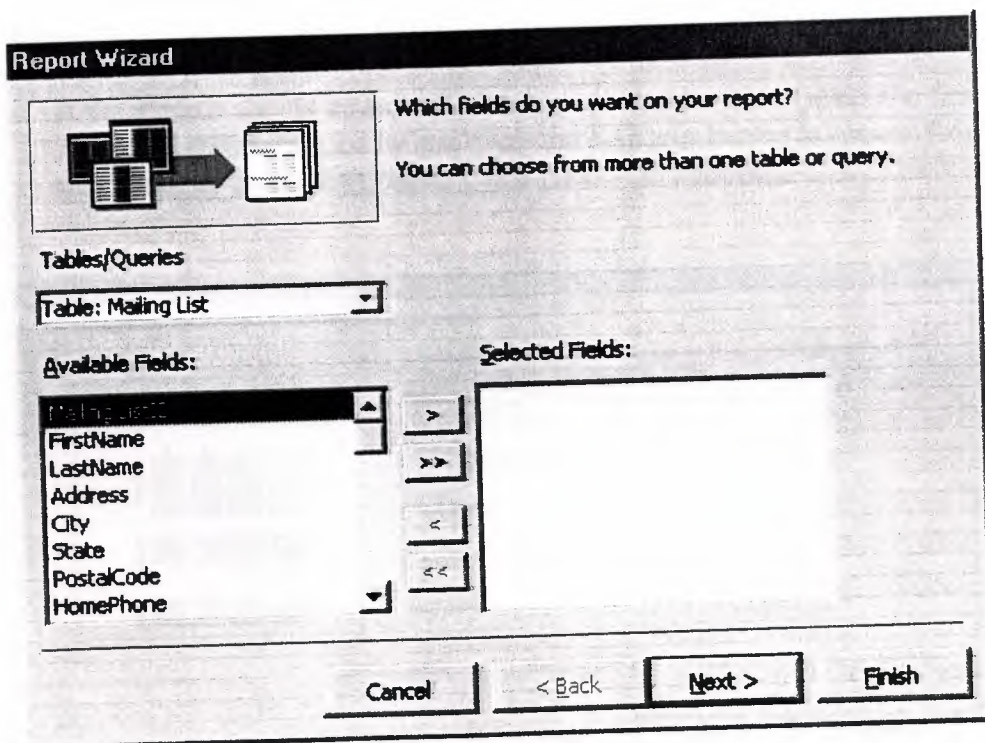 Report Wizard
Which fields do you want on your report?
You can choose from more than one table or query.
Tables/Queries
Table: Mailing List
Available Fields:
Selected Fields:
MailingListID
FirstName
LastName
Address
City
State
PostalCode
HomePhone
>
>>
<
<<
Cancel
< Back
Next >
Finish